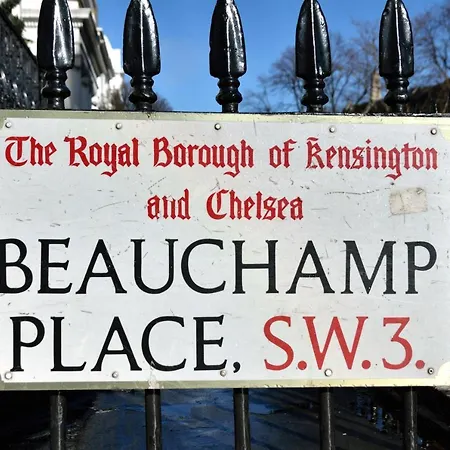 The Royal Borough of Kensington
and Chelsea
BEAUCHAMP
PLACE, S.W.3.